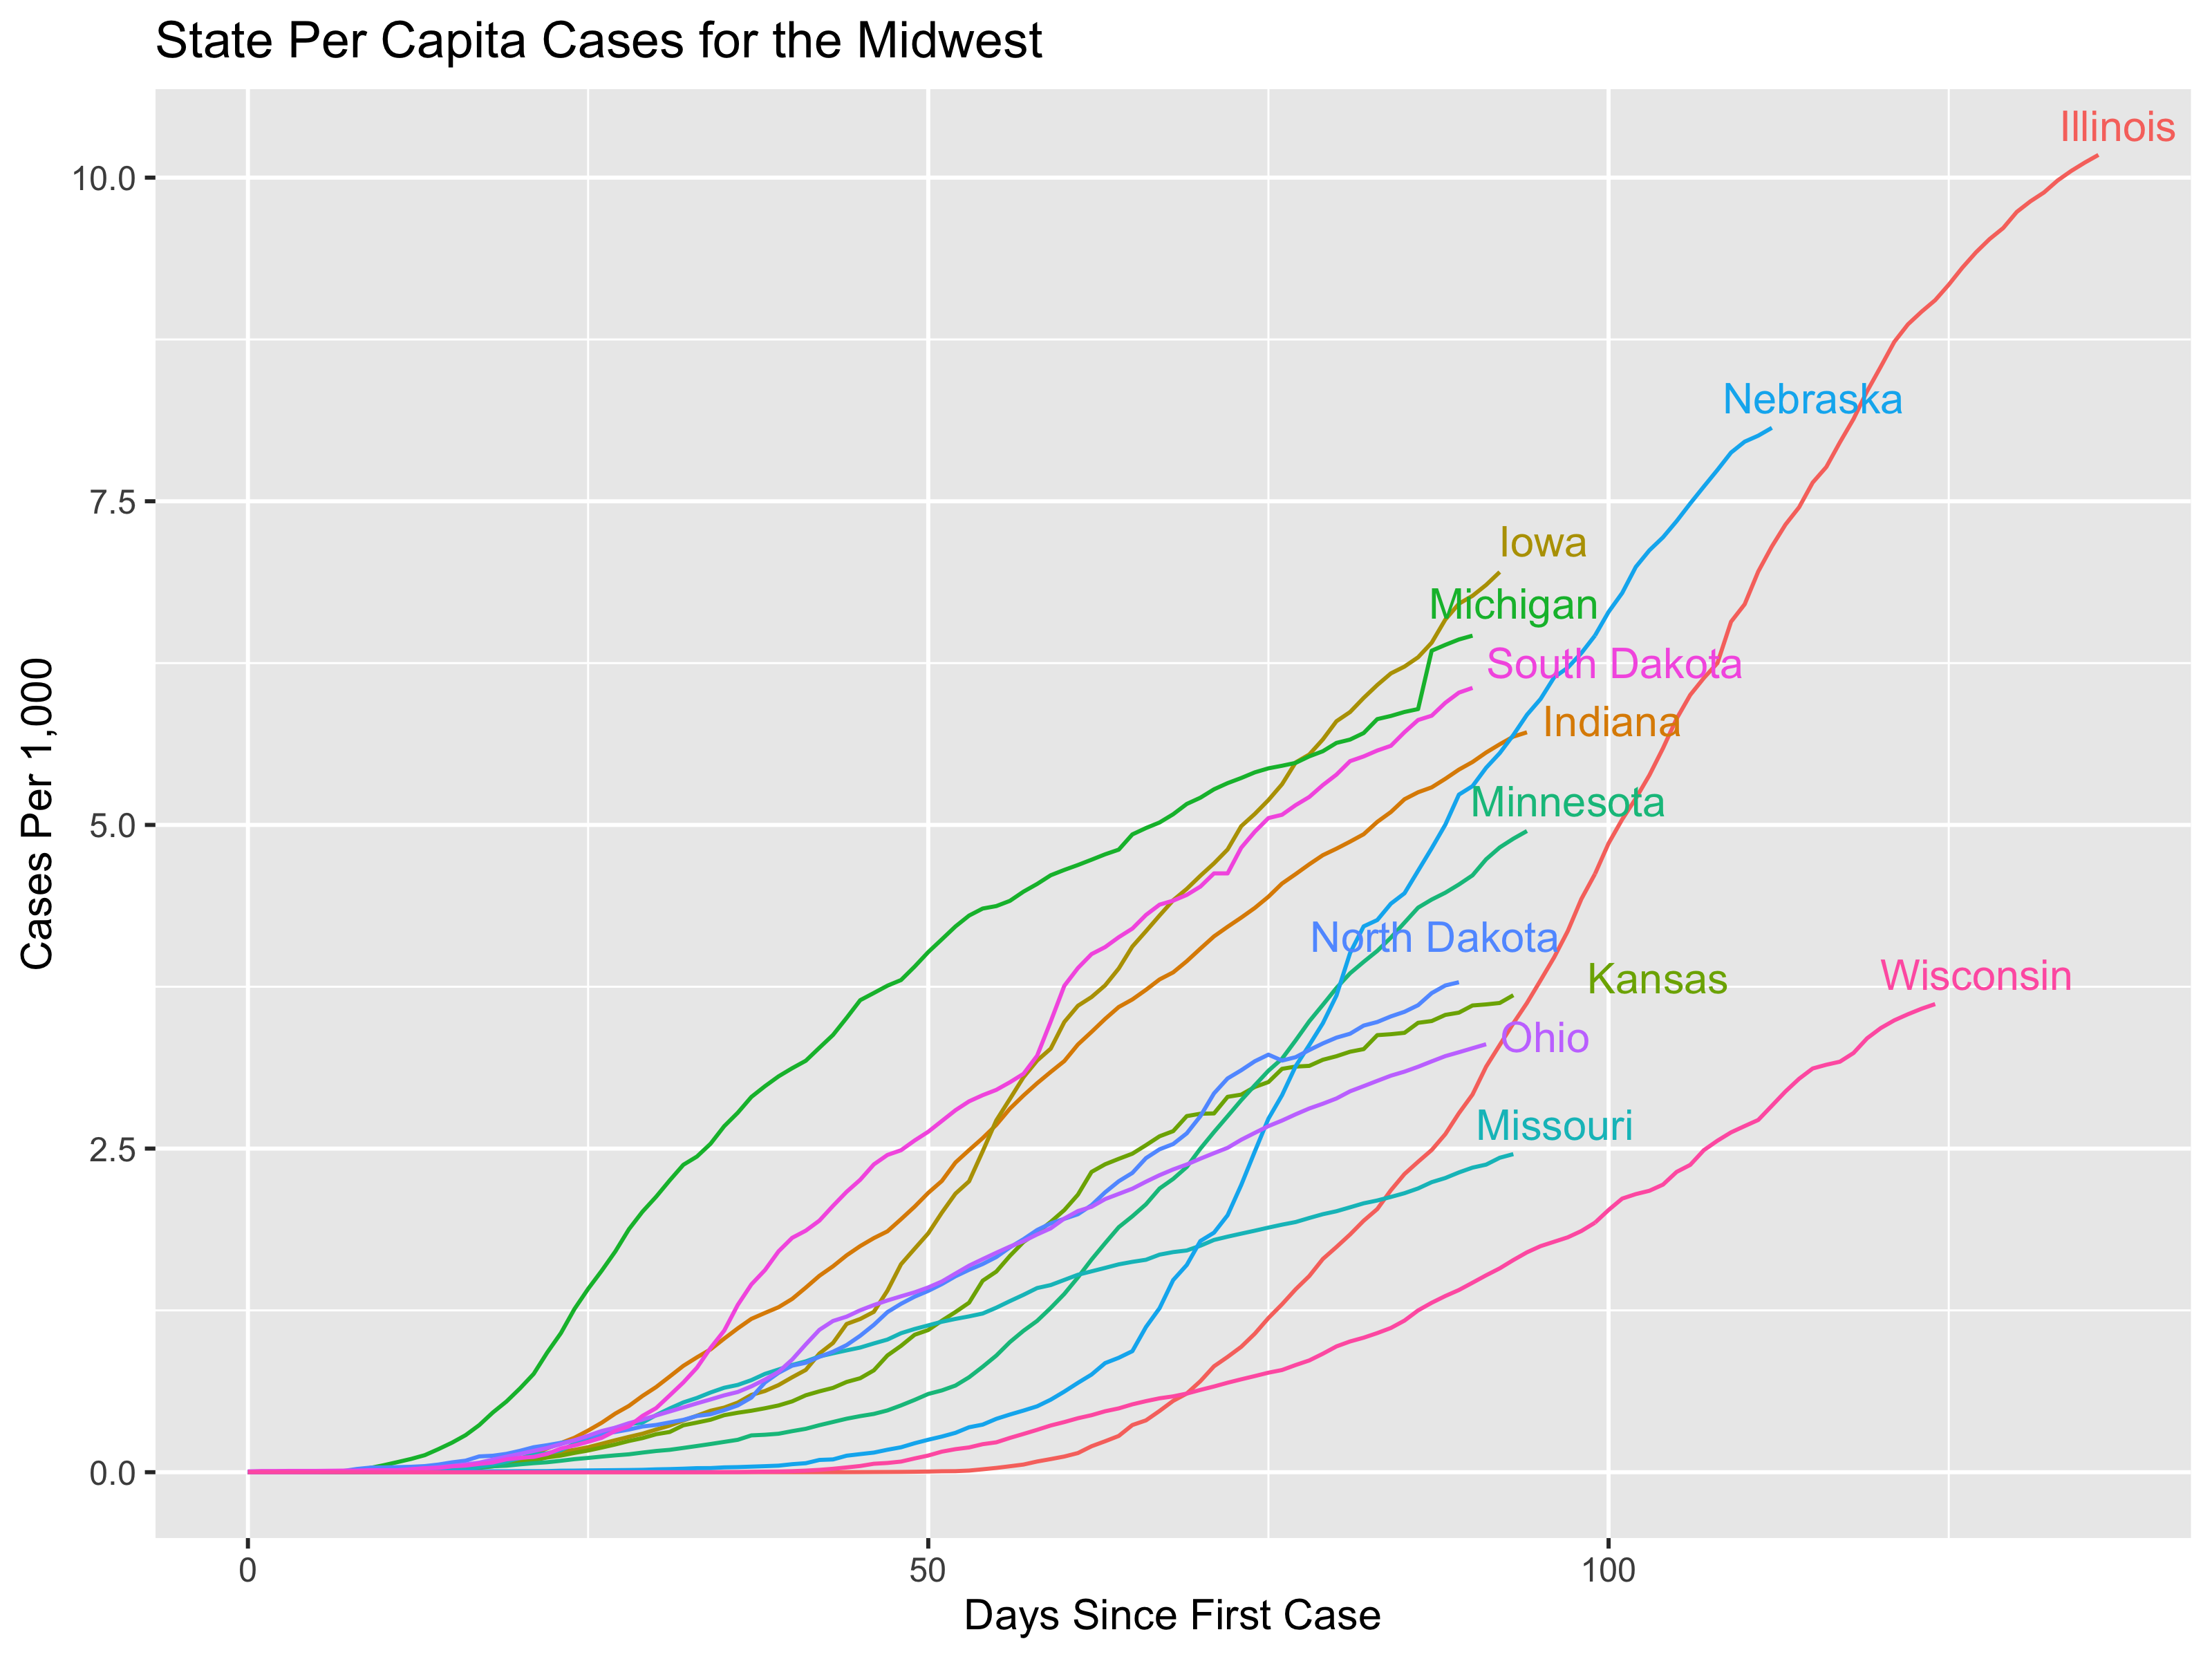 State Per Capita Cases for the Midwest
Illinois
10.0
Nebraska
7.5
Iowa
Michigan
South Dakota
Indiana
Minnesota
5.0
North Dakota
Kansas
Wisconsin
Ohio
Missouri
2.5
0.0
Cases Per 1,000
0
50
100
Days Since First Case